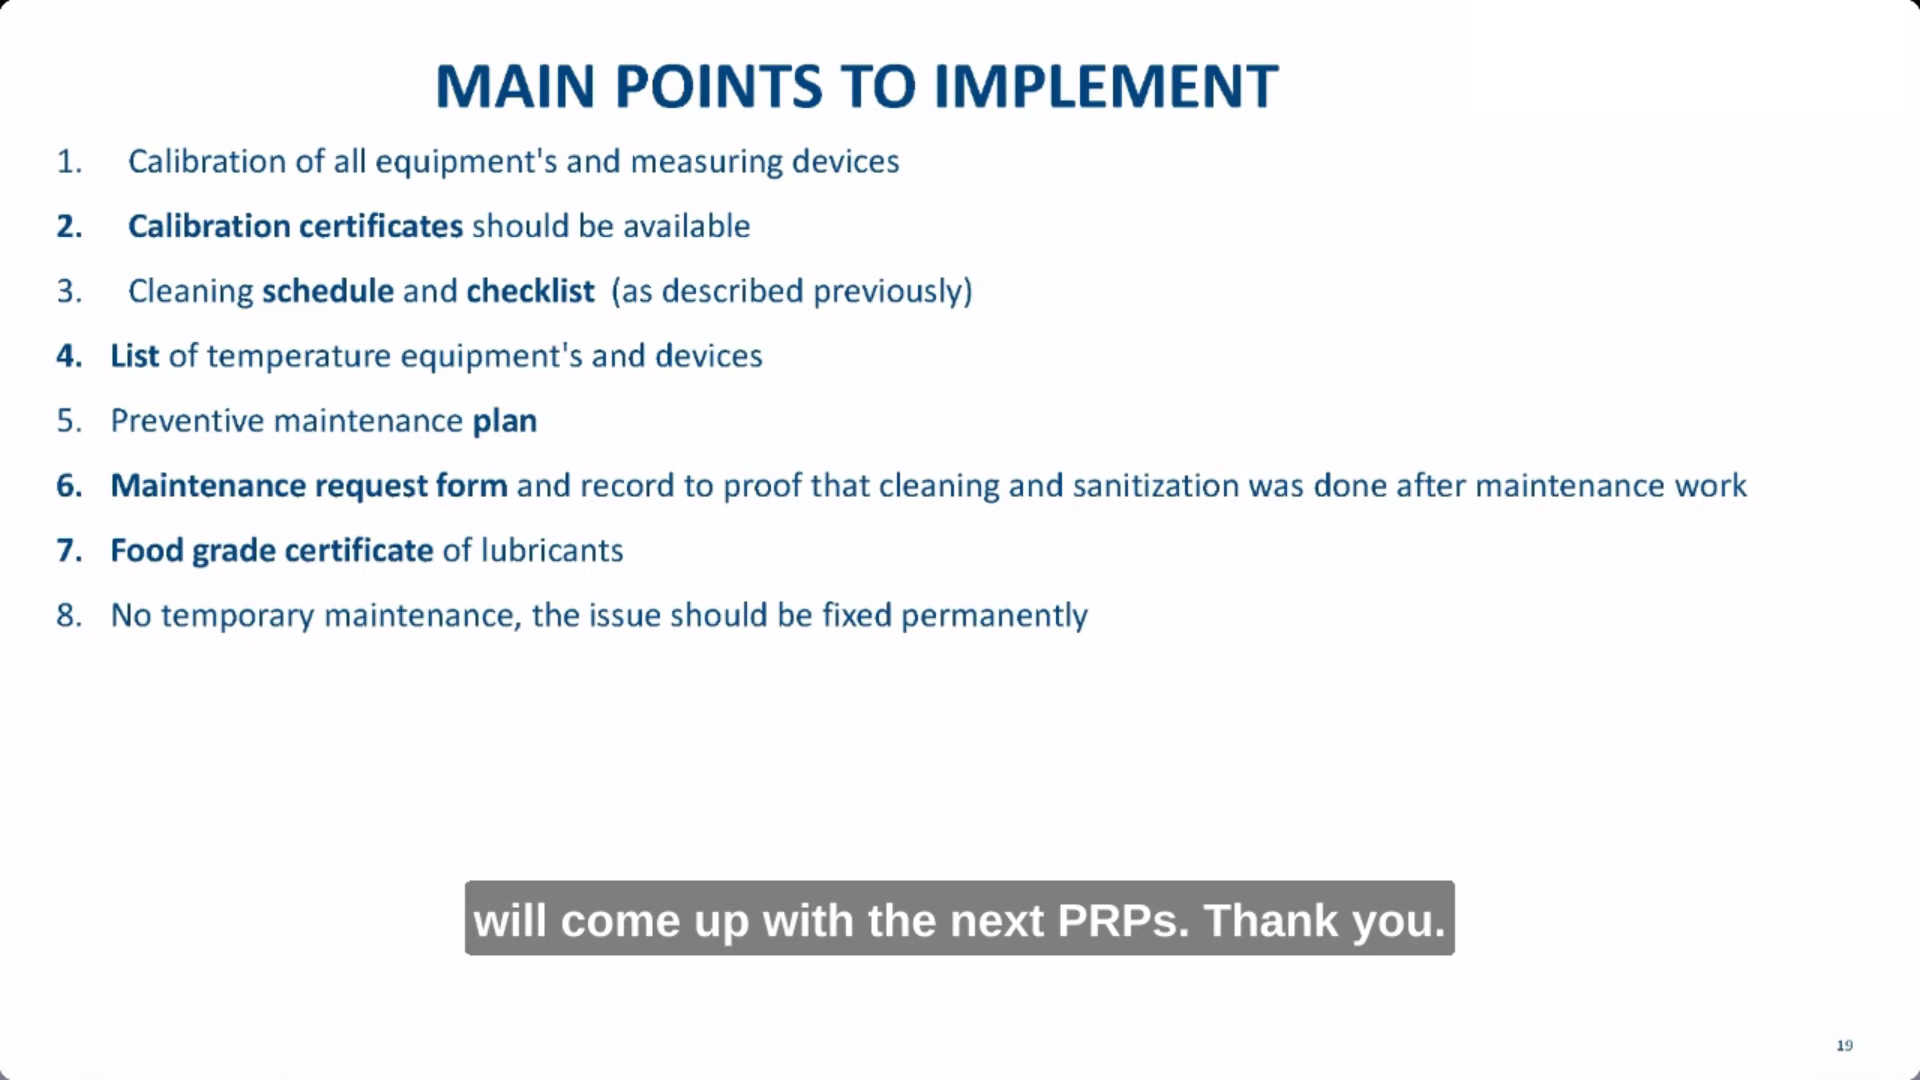 MAIN POINTS TO IMPLEMENT
1. Calibration of all equipment's and measuring devices
2. Calibration certificates should be available
3. Cleaning schedule and checklist (as described previously)
4. List of temperature equipment's and devices
5. Preventive maintenance plan
6. Maintenance request form and record to proof that cleaning and sanitization was done after maintenance work
7. Food grade certificate of lubricants
8. No temporary maintenance, the issue should be fixed permanently
will come up with the next PRPs. Thank you.
19